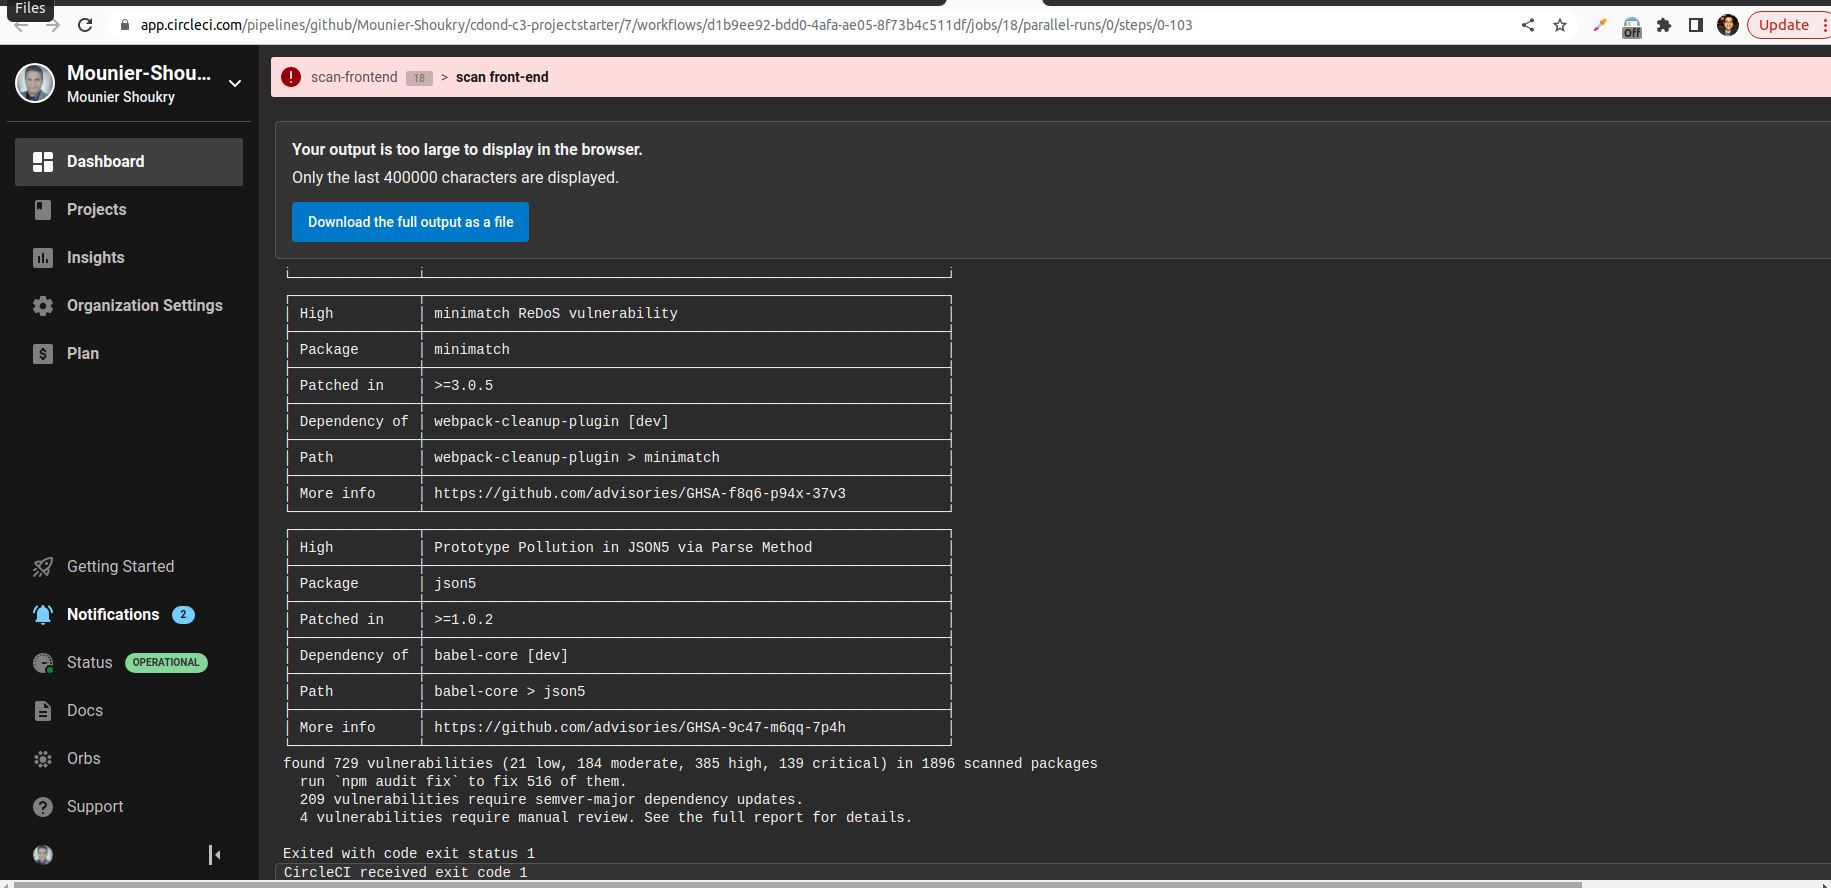 Files
app.circleci.com/pipelines/github/Mounier-Shoukry/cdond-c3-projectstarter/7/workflows/d1b9ee92-bdd0-4afa-ae05-8f73b4c511df/jobs/18/parallel-runs/0/steps/0-103
Off
Update
Mounier-Shou...
Mounier Shoukry
Dashboard
Projects
Insights
Organization Settings
Plan
Getting Started
Notifications 2
Status OPERATIONAL
Docs
Orbs
Support
scan-frontend 18 > scan front-end
Your output is too large to display in the browser.
Only the last 400000 characters are displayed.
Download the full output as a file
High minimatch ReDoS vulnerability
Package minimatch
Patched in >=3.0.5
Dependency of webpack-cleanup-plugin [dev]
Path webpack-cleanup-plugin > minimatch
More info https://github.com/advisories/GHSA-f8q6-p94x-37v3
High Prototype Pollution in JSON5 via Parse Method
Package json5
Patched in >=1.0.2
Dependency of babel-core [dev]
Path babel-core > json5
More info https://github.com/advisories/GHSA-9c47-m6qq-7p4h
found 729 vulnerabilities (21 low, 184 moderate, 385 high, 139 critical) in 1896 scanned packages
run `npm audit fix` to fix 516 of them.
209 vulnerabilities require semver-major dependency updates.
4 vulnerabilities require manual review. See the full report for details.
Exited with code exit status 1
CircleCI received exit code 1